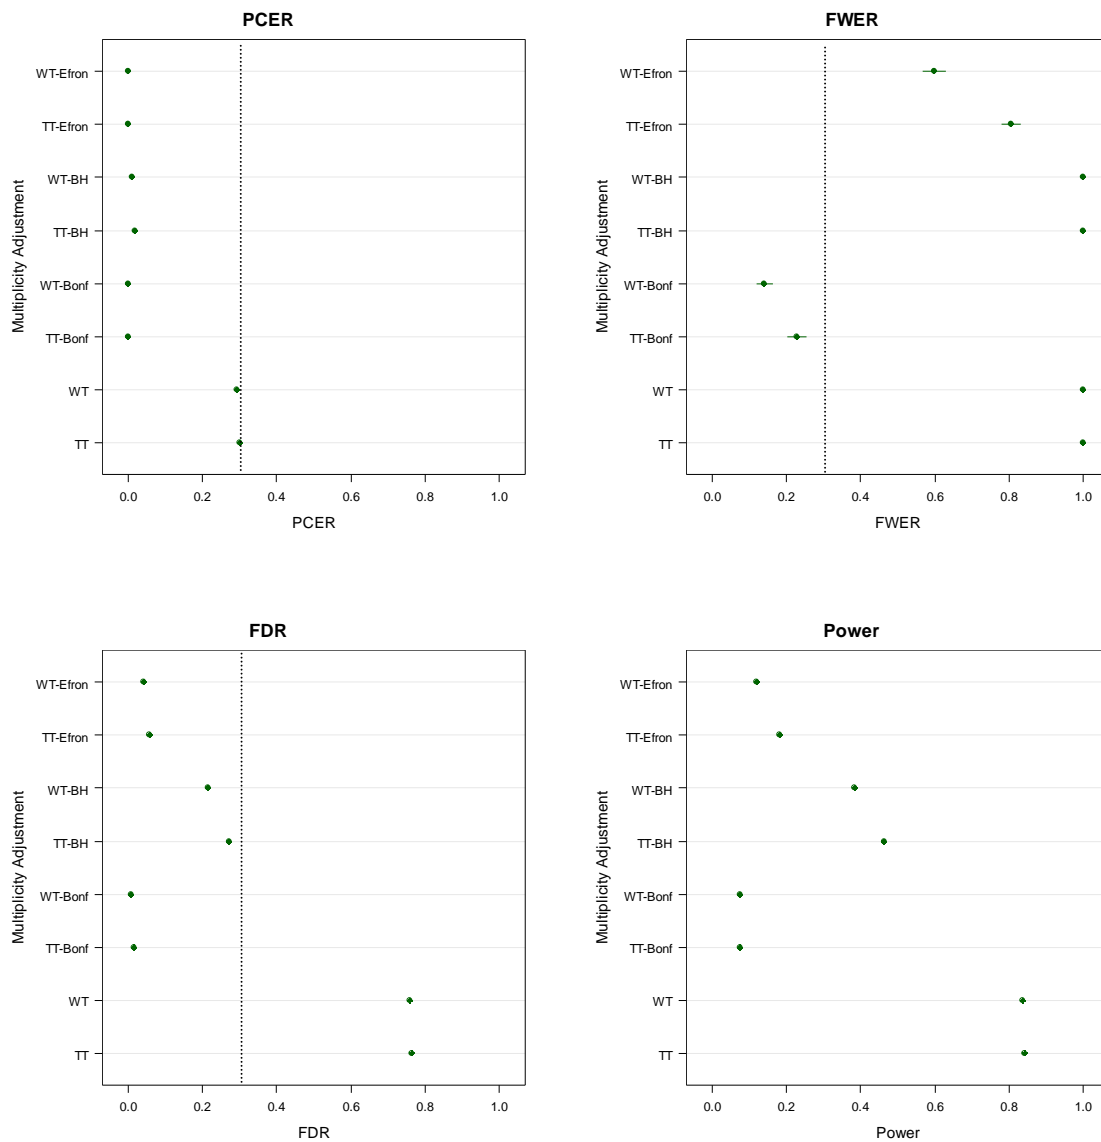 PCER
Multiplicity Adjustment
WT-Efron
TT-Efron
WT-BH
TT-BH
WT-Bonf
TT-Bonf
WT
TT
0.0 0.2 0.4 0.6 0.8 1.0
PCER
FWER
Multiplicity Adjustment
WT-Efron
TT-Efron
WT-BH
TT-BH
WT-Bonf
TT-Bonf
WT
TT
0.0 0.2 0.4 0.6 0.8 1.0
FWER
FDR
Multiplicity Adjustment
WT-Efron
TT-Efron
WT-BH
TT-BH
WT-Bonf
TT-Bonf
WT
TT
0.0 0.2 0.4 0.6 0.8 1.0
FDR
Power
Multiplicity Adjustment
WT-Efron
TT-Efron
WT-BH
TT-BH
WT-Bonf
TT-Bonf
WT
TT
0.0 0.2 0.4 0.6 0.8 1.0
Power